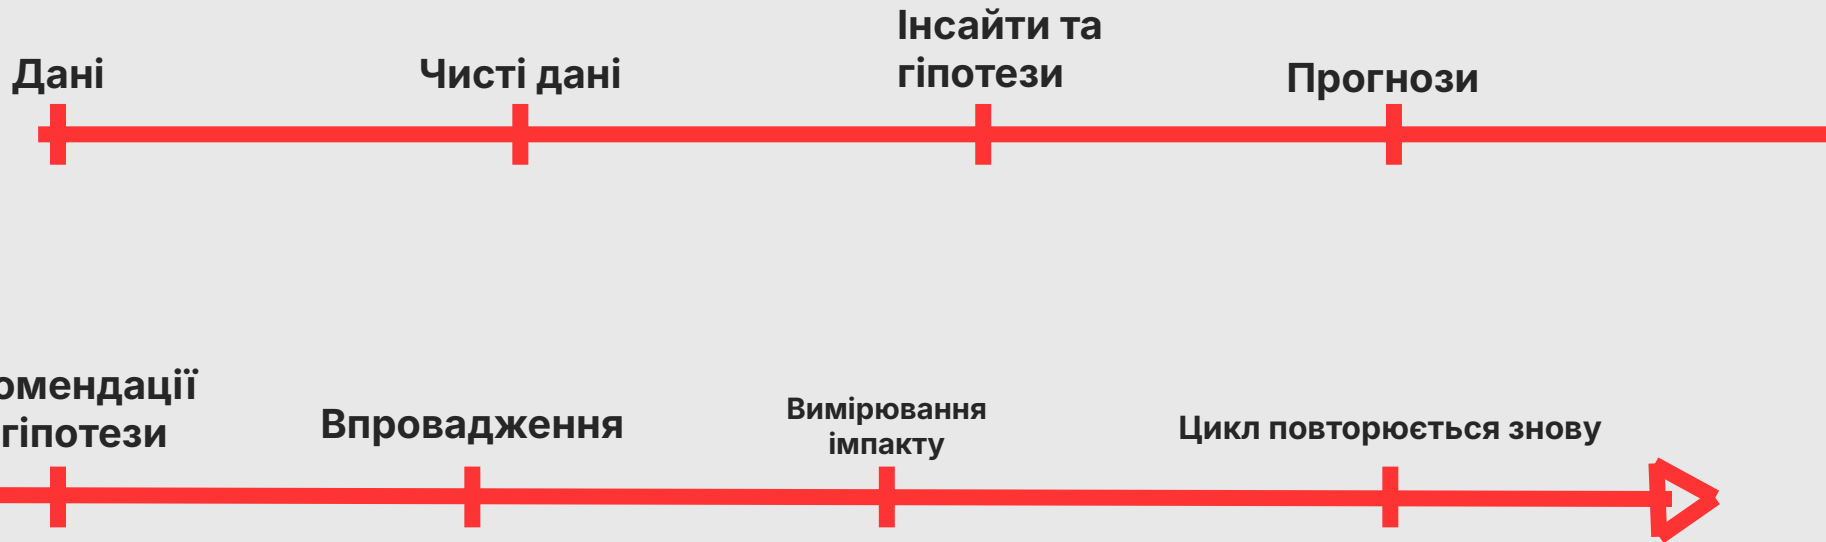 Дані
Чисті дані
Інсайти та
гіпотези
Прогнози
омендації
гіпотези
Впровадження
Вимірювання
імпакту
Цикл повторюється знову